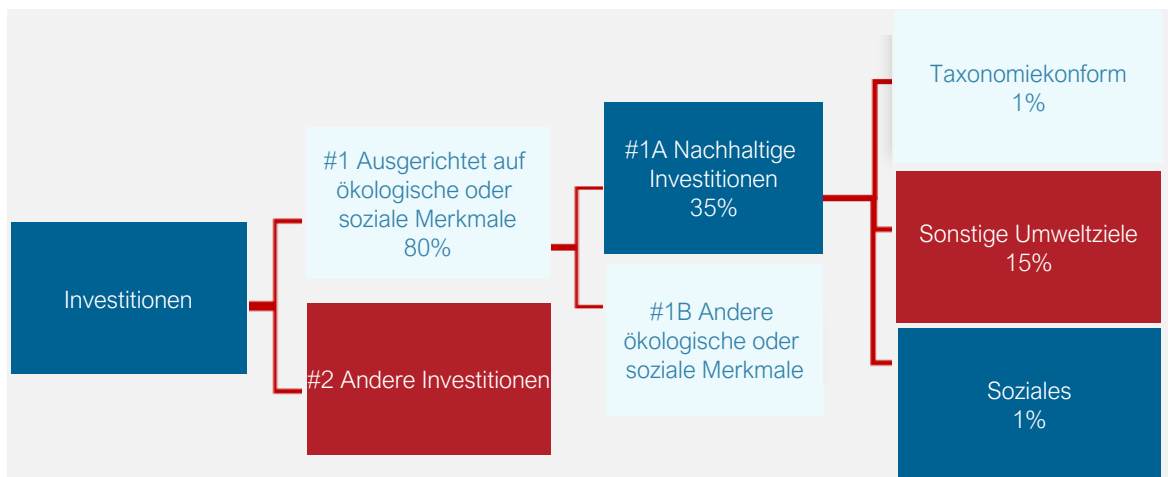 Investitionen
#1 Ausgerichtet auf
ökologische oder
soziale Merkmale
80%
#2 Andere Investitionen
#1A Nachhaltige
Investitionen
35%
#1B Andere
ökologische oder
soziale Merkmale
Taxonomiekonform
1%
Sonstige Umweltziele
15%
Soziales
1%